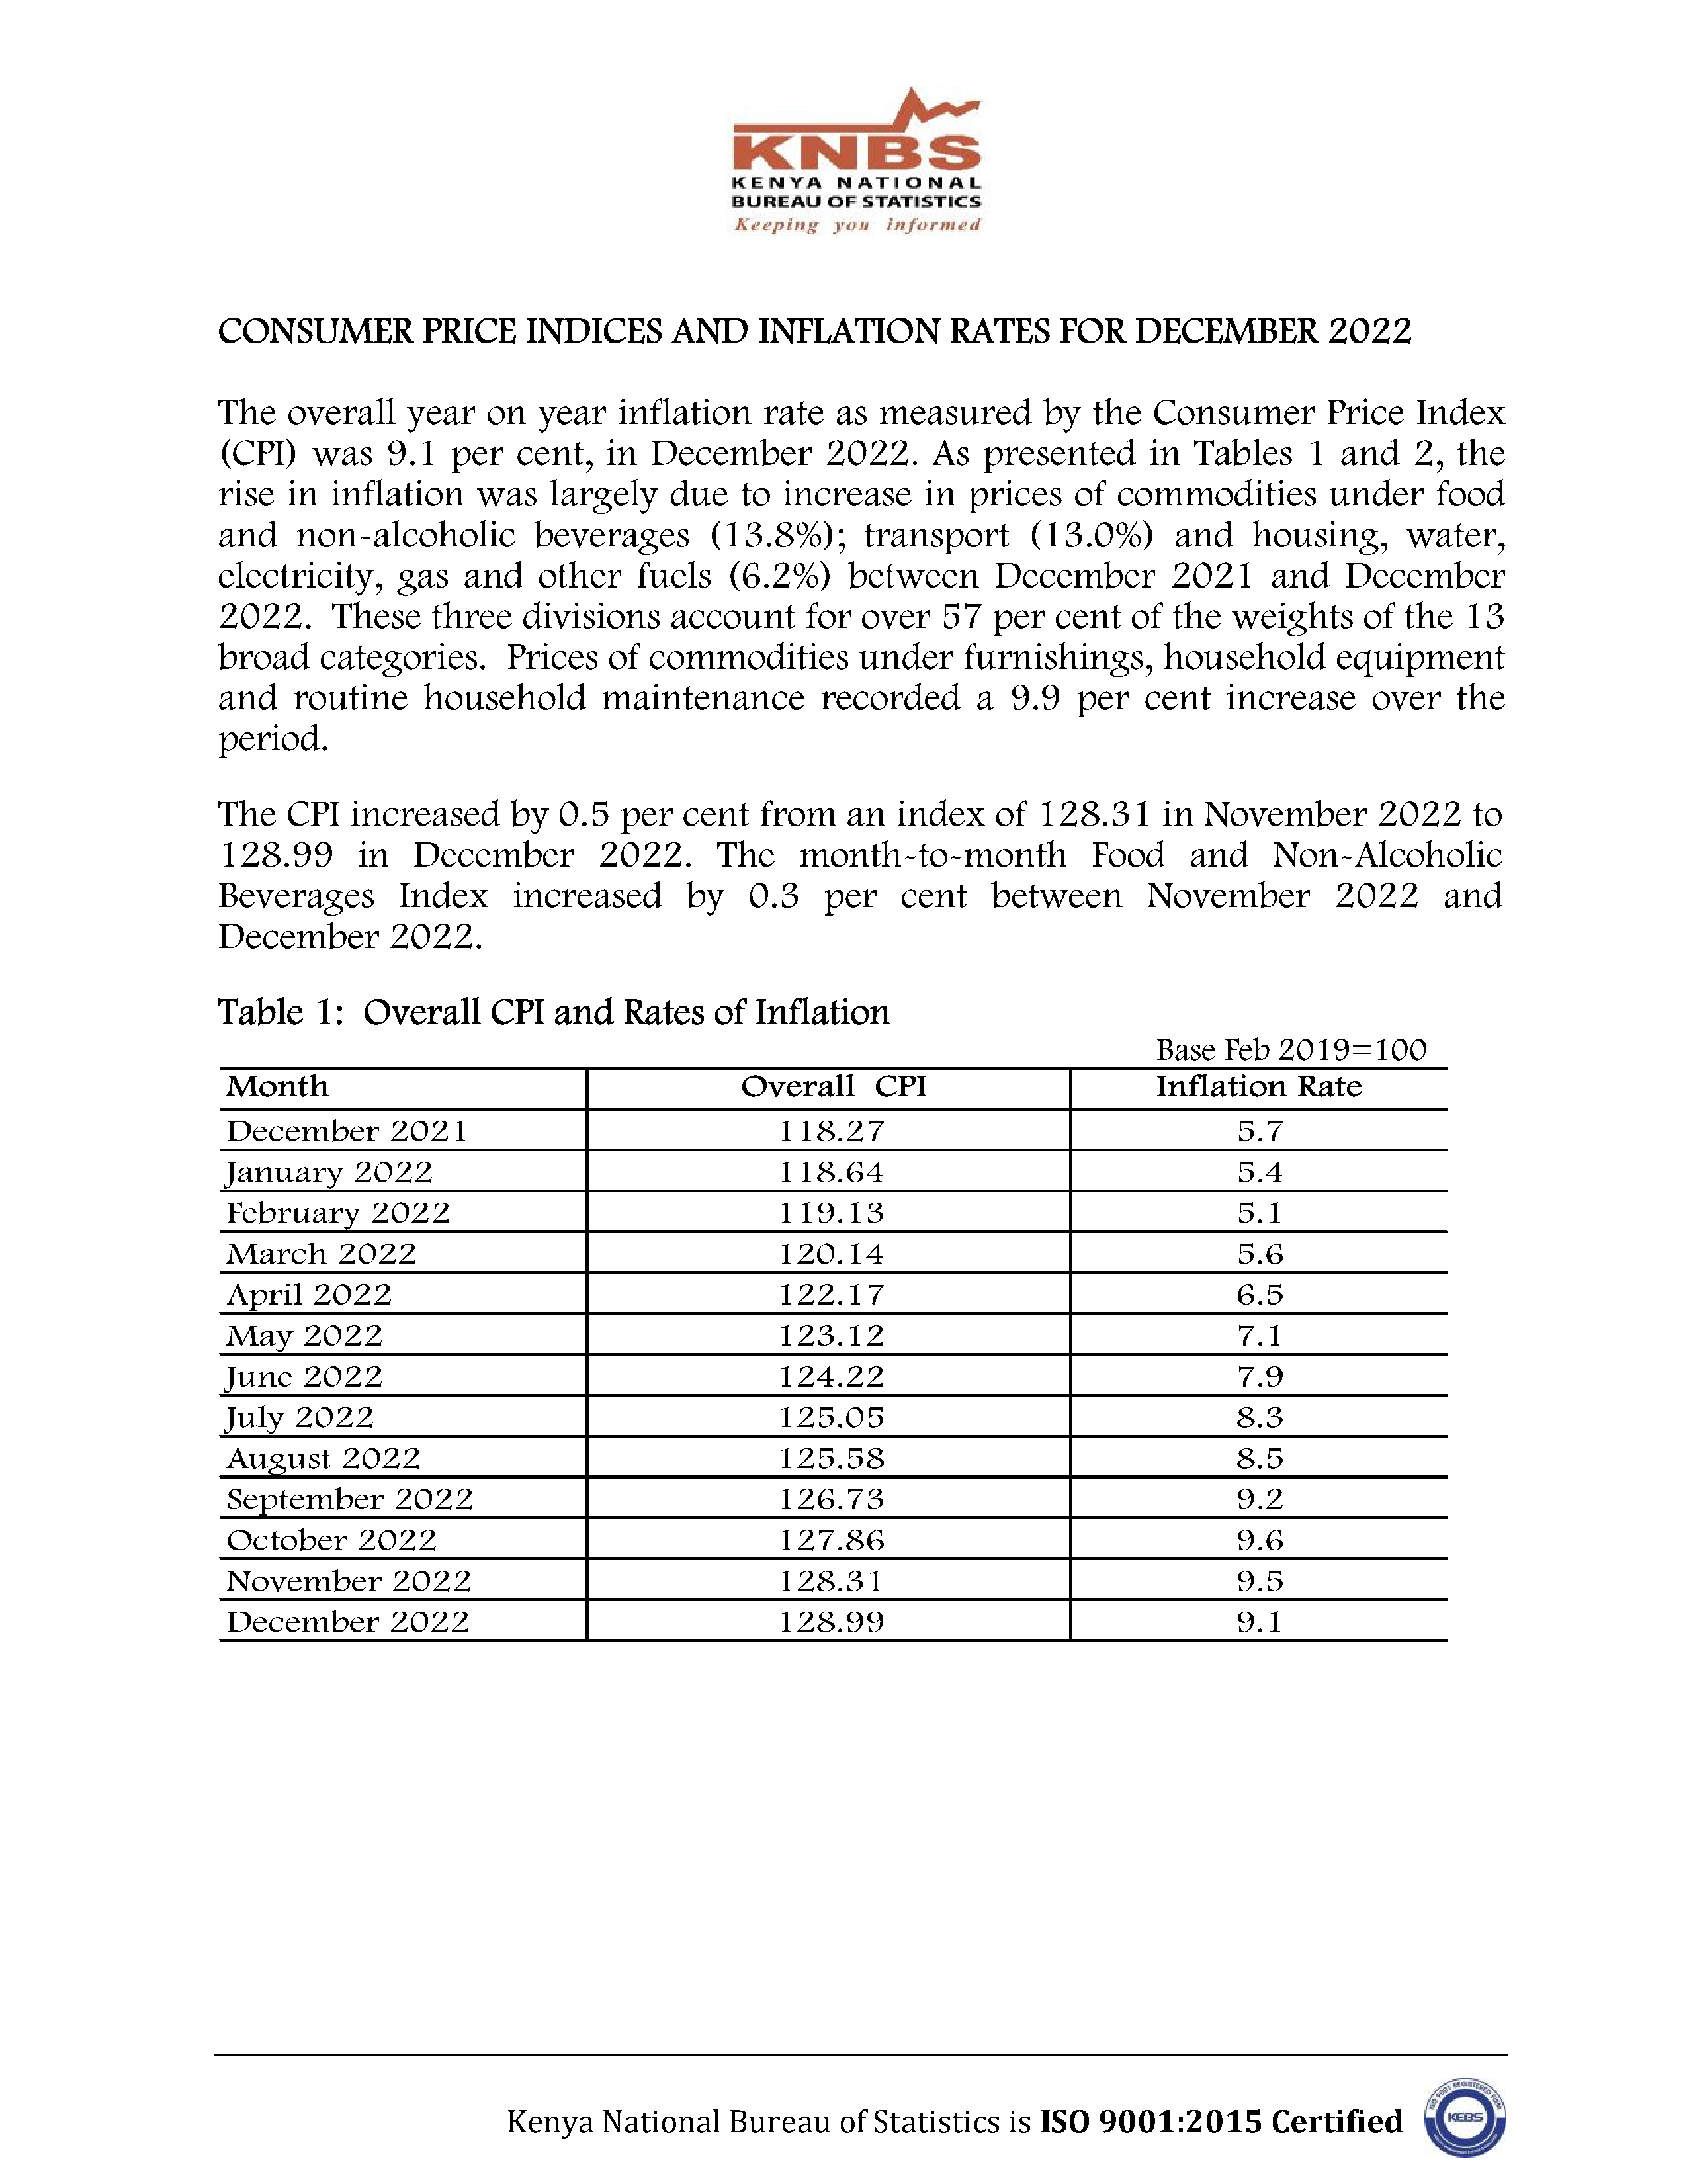 KNBS
KENYA NATIONAL
BUREAU OF STATISTICS
Keeping you informed
CONSUMER PRICE INDICES AND INFLATION RATES FOR DECEMBER 2022
The overall year on year inflation rate as measured by the Consumer Price Index
(CPI) was 9.1 per cent, in December 2022. As presented in Tables 1 and 2, the
rise in inflation was largely due to increase in prices of commodities under food
and non-alcoholic beverages (13.8%); transport (13.0%) and housing, water,
electricity, gas and other fuels (6.2%) between December 2021 and December
2022. These three divisions account for over 57 per cent of the weights of the 13
broad categories. Prices of commodities under furnishings, household equipment
and routine household maintenance recorded a 9.9 per cent increase over the
period.
The CPI increased by 0.5 per cent from an index of 128.31 in November 2022 to
128.99 in December 2022. The month-to-month Food and Non-Alcoholic
Beverages Index increased by 0.3 per cent between November 2022 and
December 2022.
Table 1: Overall CPI and Rates of Inflation
Base Feb 2019=100
Month Overall CPI Inflation Rate
December 2021 118.27 5.7
January 2022 118.64 5.4
February 2022 119.13 5.1
March 2022 120.14 5.6
April 2022 122.17 6.5
May 2022 123.12 7.1
June 2022 124.22 7.9
July 2022 125.05 8.3
August 2022 125.58 8.5
September 2022 126.73 9.2
October 2022 127.86 9.6
November 2022 128.31 9.5
December 2022 128.99 9.1
Kenya National Bureau of Statistics is ISO 9001:2015 Certified
ISO 9001 REGISTERED FIRM
KEBS